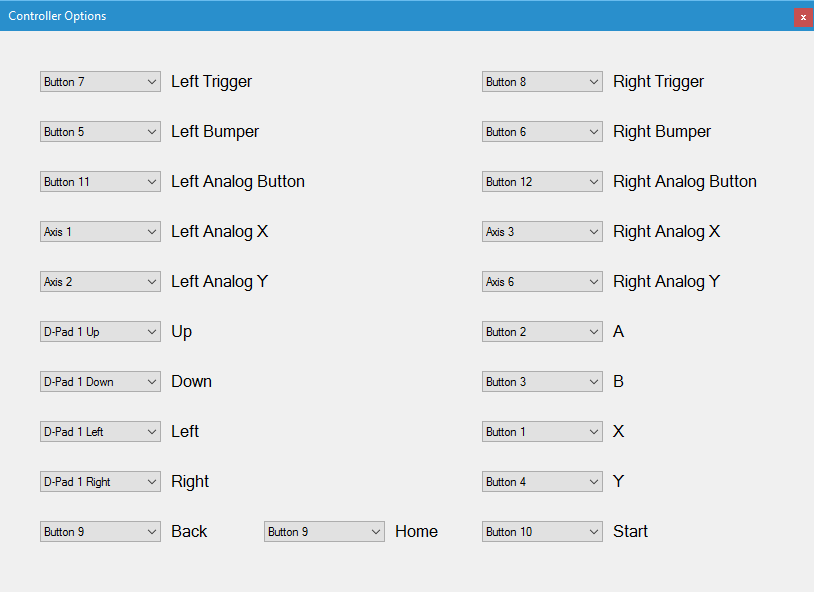 Controller Options x
Button 7 Left Trigger Button 8 Right Trigger
Button 5 Left Bumper Button 6 Right Bumper
Button 11 Left Analog Button Button 12 Right Analog Button
Axis 1 Left Analog X Axis 3 Right Analog X
Axis 2 Left Analog Y Axis 6 Right Analog Y
D-Pad 1 Up Up Button 2 A
D-Pad 1 Down Down Button 3 B
D-Pad 1 Left Left Button 1 X
D-Pad 1 Right Right Button 4 Y
Button 9 Back Button 9 Home Button 10 Start